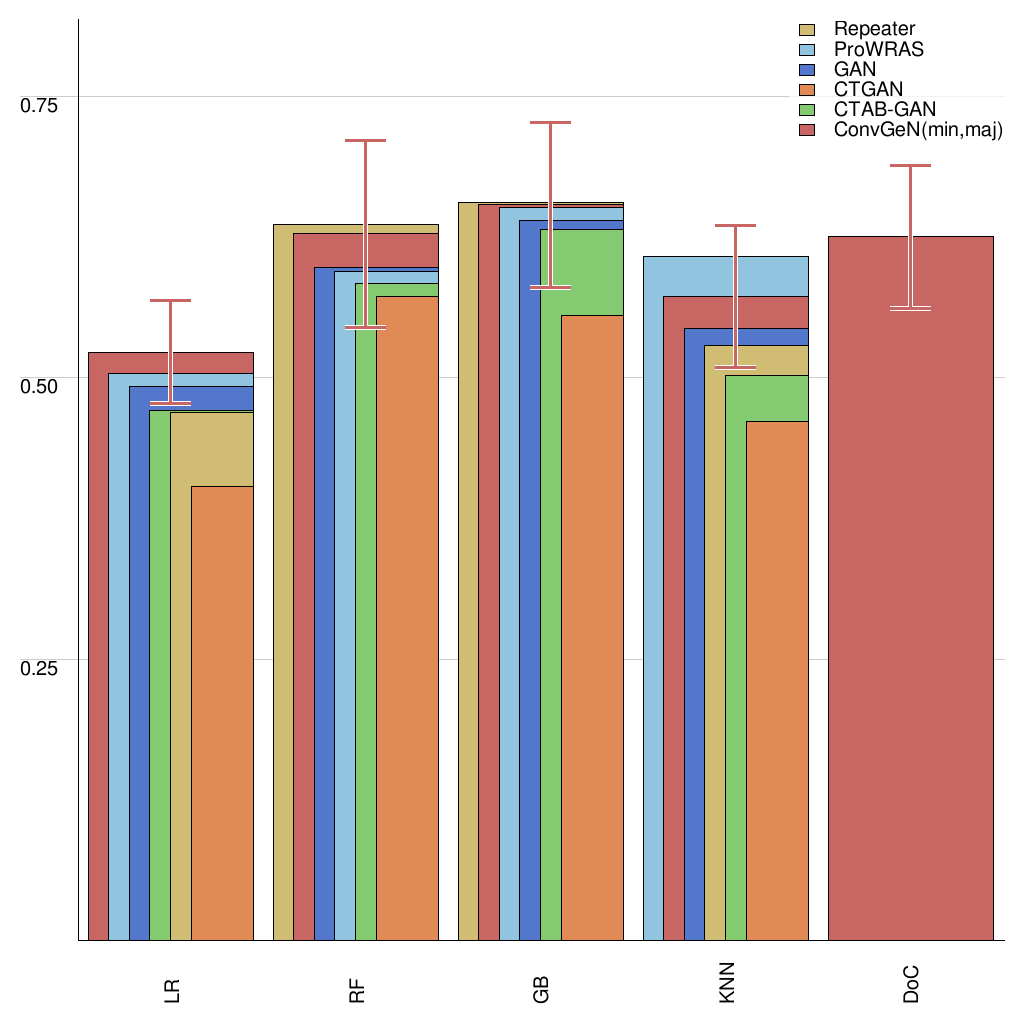 Repeater
ProWRAS
GAN
CTGAN
CTAB-GAN
ConvGeN(min,maj)
0.75
0.50
0.25
LR
RF
GB
KNN
DoC